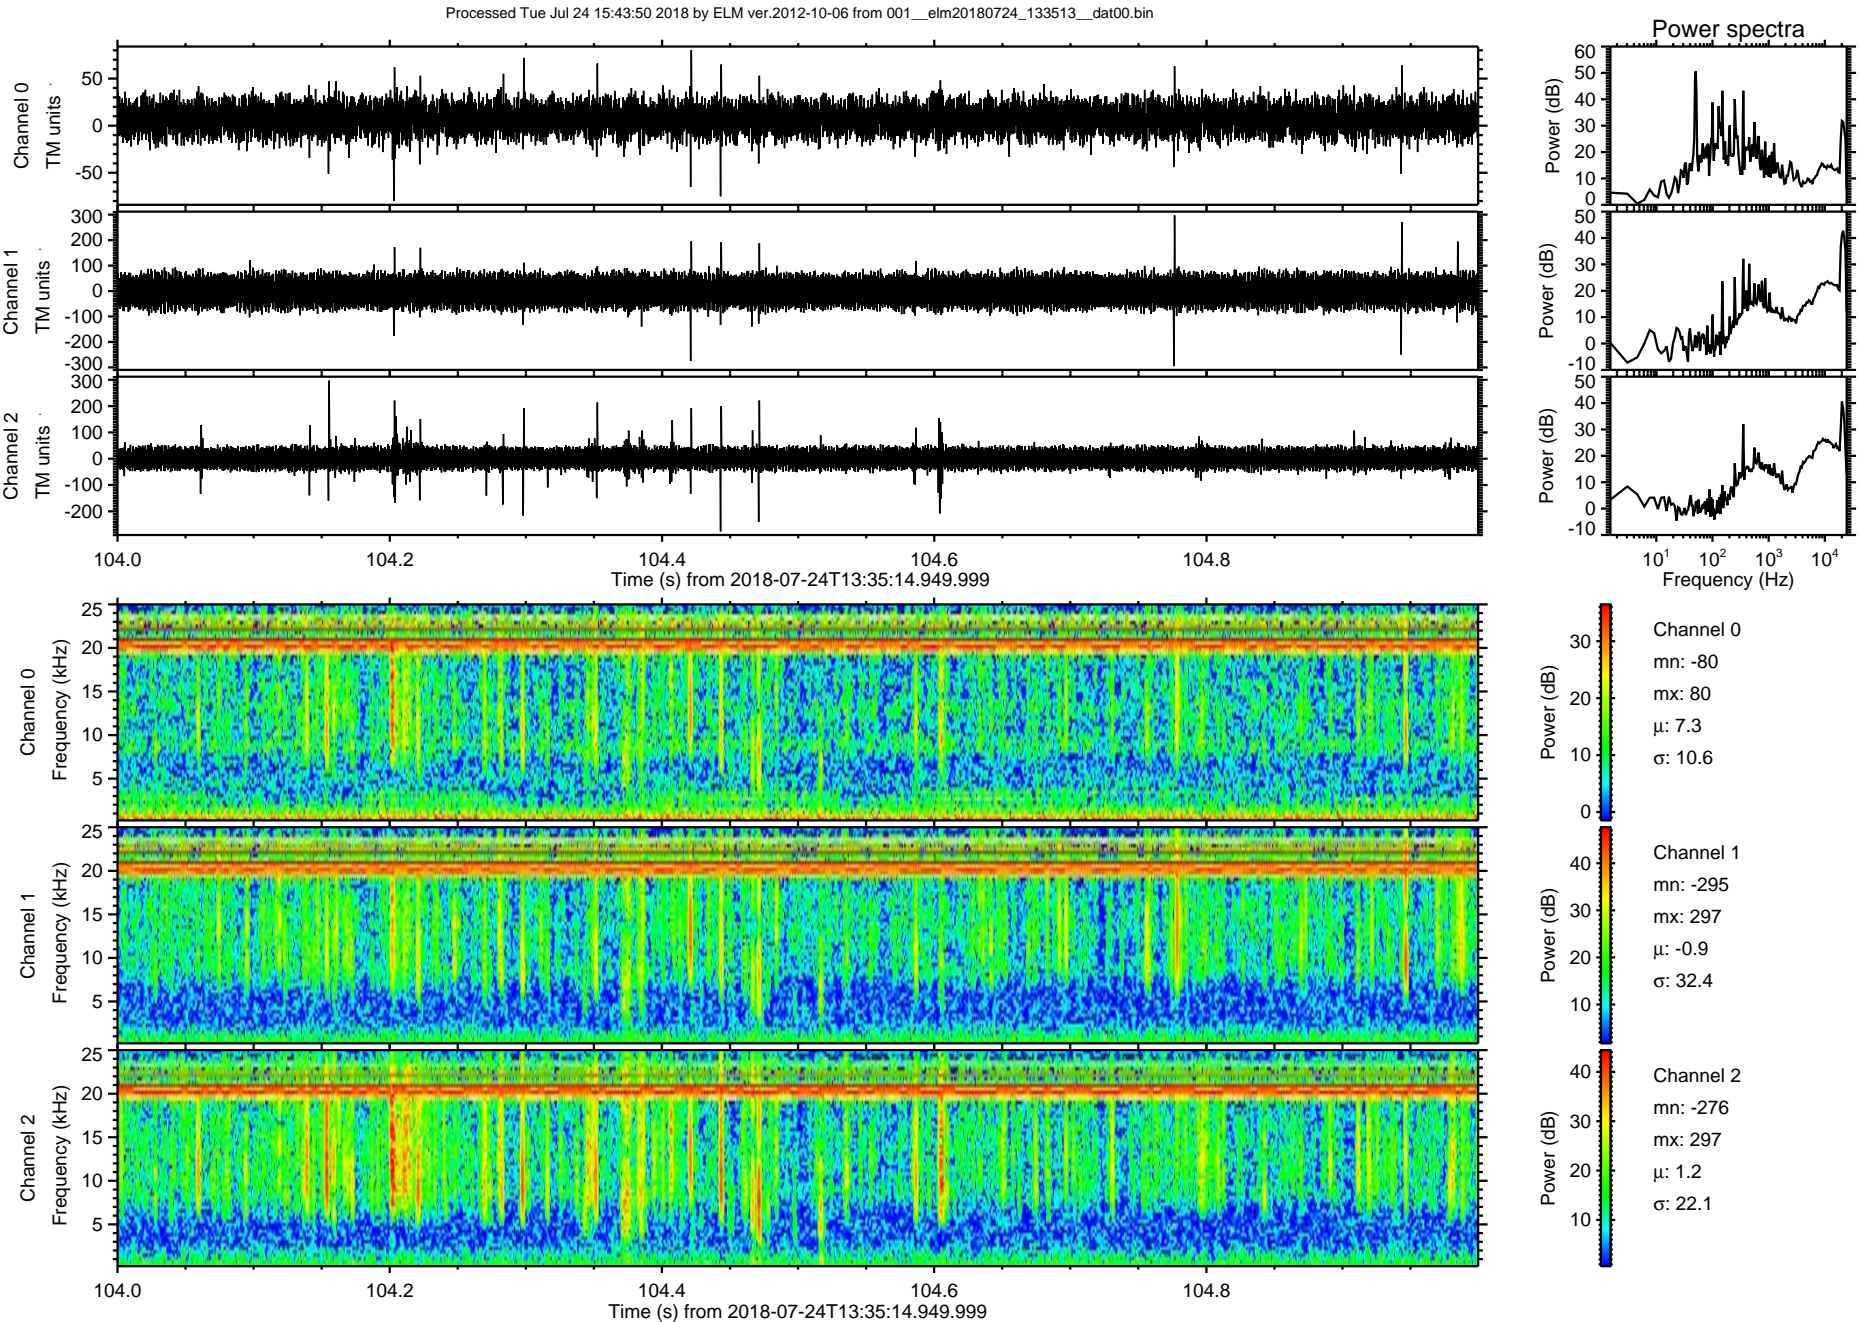 Processed Tue Jul 24 15:43:50 2018 by ELM ver.2012-10-06 from 001__elm20180724_133513__dat00.bin
Power spectra
Channel 0
TM units
50
0
-50
Power (dB)
60
50
40
30
20
10
0
Channel 1
TM units
300
200
100
0
-100
-200
-300
Power (dB)
50
40
30
20
10
0
-10
Channel 2
TM units
300
200
100
0
-100
-200
Power (dB)
50
40
30
20
10
0
-10
104.0 104.2 104.4 104.6 104.8
Time (s) from 2018-07-24T13:35:14.949.999
10¹ 10² 10³ 10⁴
Frequency (Hz)
Channel 0
Frequency (kHz)
25
20
15
10
5
Power (dB)
30
20
10
0
Channel 0
mn: -80
mx: 80
μ: 7.3
σ: 10.6
Channel 1
Frequency (kHz)
25
20
15
10
5
Power (dB)
40
30
20
10
Channel 1
mn: -295
mx: 297
μ: -0.9
σ: 32.4
Channel 2
Frequency (kHz)
25
20
15
10
5
Power (dB)
40
30
20
10
Channel 2
mn: -276
mx: 297
μ: 1.2
σ: 22.1
104.0 104.2 104.4 104.6 104.8
Time (s) from 2018-07-24T13:35:14.949.999